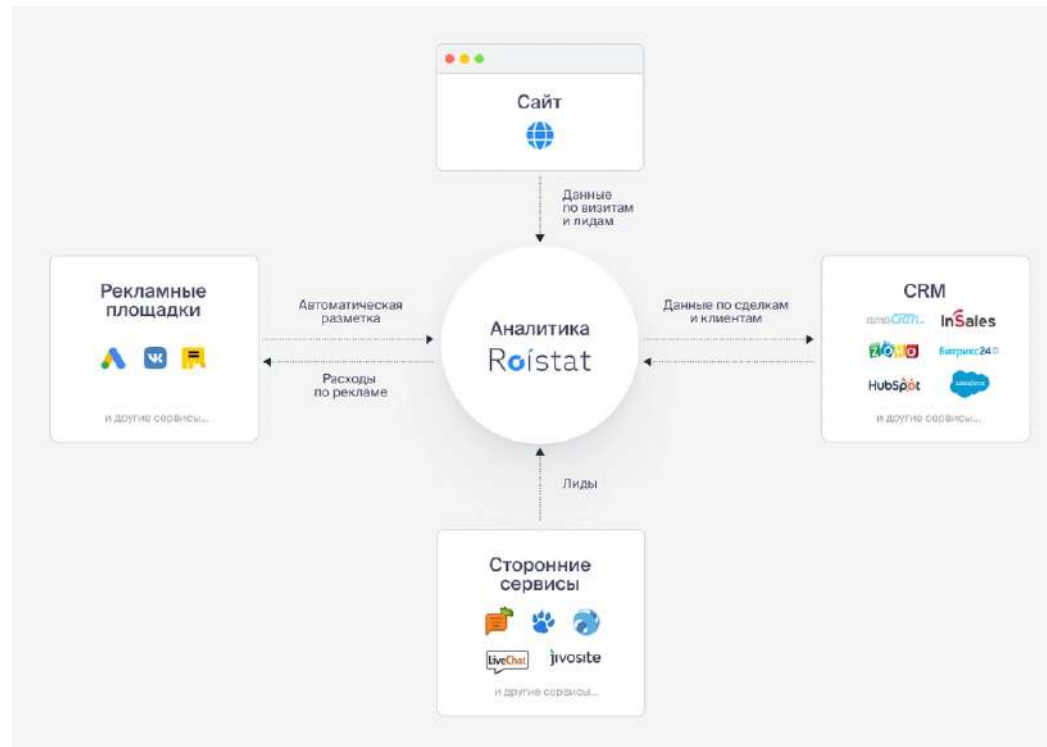 Сайт
Данные
по визитам
и лидам
Рекламные
площадки
и другие сервисы...
Автоматическая
разметка
Расходы
по рекламе
Аналитика
Roistat
Данные по сделкам
и клиентам
CRM
amoCRM.
InSales
ZOHO
Битрикс24
HubSpot
salesforce
и другие сервисы...
Лиды
Сторонние
сервисы
LiveChat
jivosite
и другие сервисы...